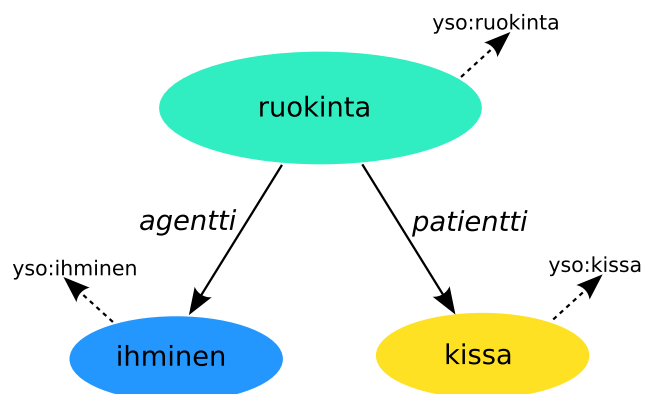 yso:ruokinta
ruokinta
agentti
patientti
yso:ihminen
yso:kissa
ihminen
kissa